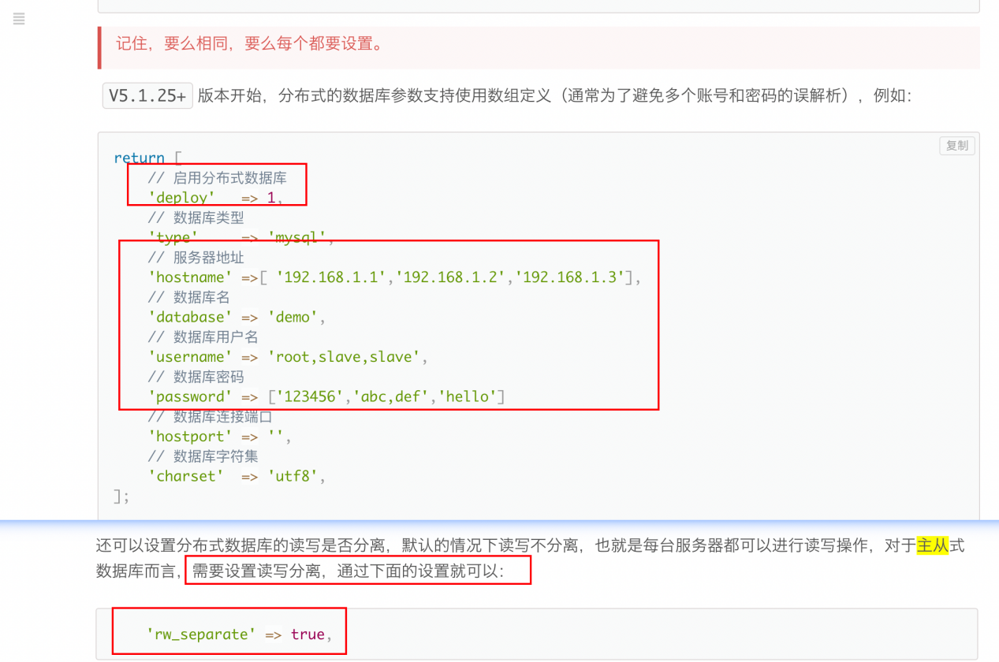 记住，要么相同，要么每个都要设置。
V5.1.25+ 版本开始，分布式的数据库参数支持使用数组定义（通常为了避免多个账号和密码的误解析），例如：
复制
return [
    // 启用分布式数据库
    'deploy'   => 1,
    // 数据库类型
    'type'     => 'mysql',
    // 服务器地址
    'hostname' =>[ '192.168.1.1','192.168.1.2','192.168.1.3'],
    // 数据库名
    'database' => 'demo',
    // 数据库用户名
    'username' => 'root,slave,slave',
    // 数据库密码
    'password' => ['123456','abc,def','hello']
    // 数据库连接端口
    'hostport' => '',
    // 数据库字符集
    'charset'  => 'utf8',
];
还可以设置分布式数据库的读写是否分离，默认的情况下读写不分离，也就是每台服务器都可以进行读写操作，对于主从式
数据库而言，需要设置读写分离，通过下面的设置就可以：
'rw_separate' => true,